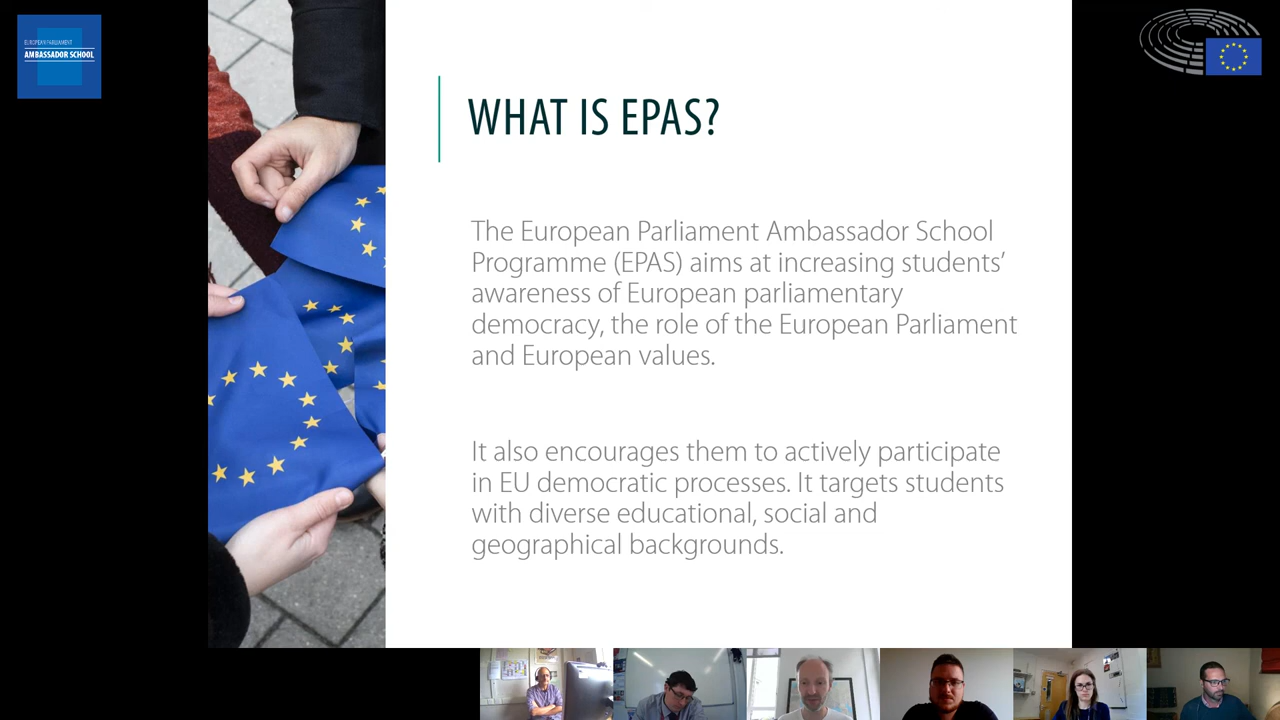 EUROPEAN PARLIAMENT
AMBASSADOR SCHOOL
WHAT IS EPAS?
The European Parliament Ambassador School
Programme (EPAS) aims at increasing students’
awareness of European parliamentary
democracy, the role of the European Parliament
and European values.
It also encourages them to actively participate
in EU democratic processes. It targets students
with diverse educational, social and
geographical backgrounds.